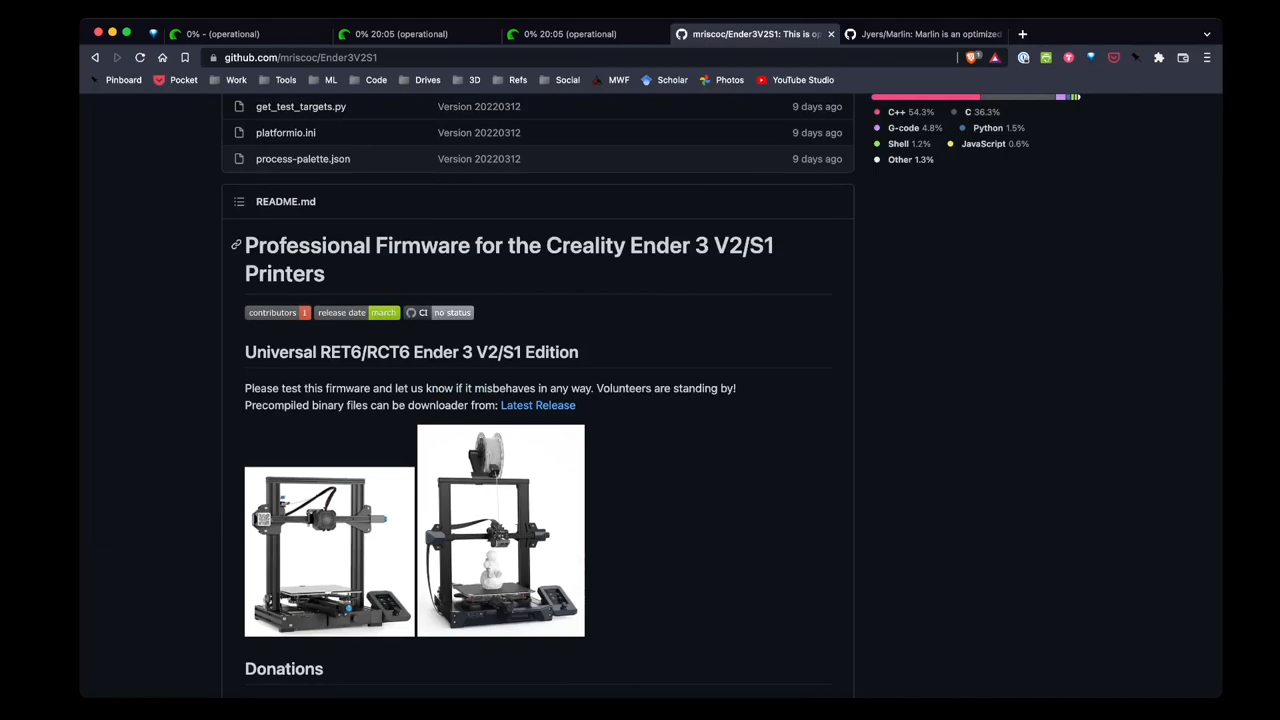 0% - (operational)
0% 20:05 (operational)
0% 20:05 (operational)
mriscoc/Ender3V2S1: This is op
Jyers/Marlin: Marlin is an optimized
github.com/mriscoc/Ender3V2S1
Pinboard
Pocket
Work
Tools
ML
Code
Drives
3D
Refs
Social
MWF
Scholar
Photos
YouTube Studio
get_test_targets.py Version 20220312 9 days ago
platformio.ini Version 20220312 9 days ago
process-palette.json Version 20220312 9 days ago
C++ 54.3% C 36.3%
G-code 4.8% Python 1.5%
Shell 1.2% JavaScript 0.6%
Other 1.3%
README.md
Professional Firmware for the Creality Ender 3 V2/S1
Printers
contributors 1 release date march CI no status
Universal RET6/RCT6 Ender 3 V2/S1 Edition
Please test this firmware and let us know if it misbehaves in any way. Volunteers are standing by!
Precompiled binary files can be downloader from: Latest Release
Donations